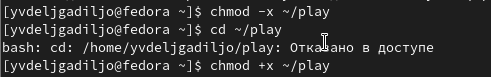 [yvdeljgadiljo@fedora ~]$ chmod -x ~/play
[yvdeljgadiljo@fedora ~]$ cd ~/play
bash: cd: /home/yvdeljgadiljo/play: Отказано в доступе
[yvdeljgadiljo@fedora ~]$ chmod +x ~/play